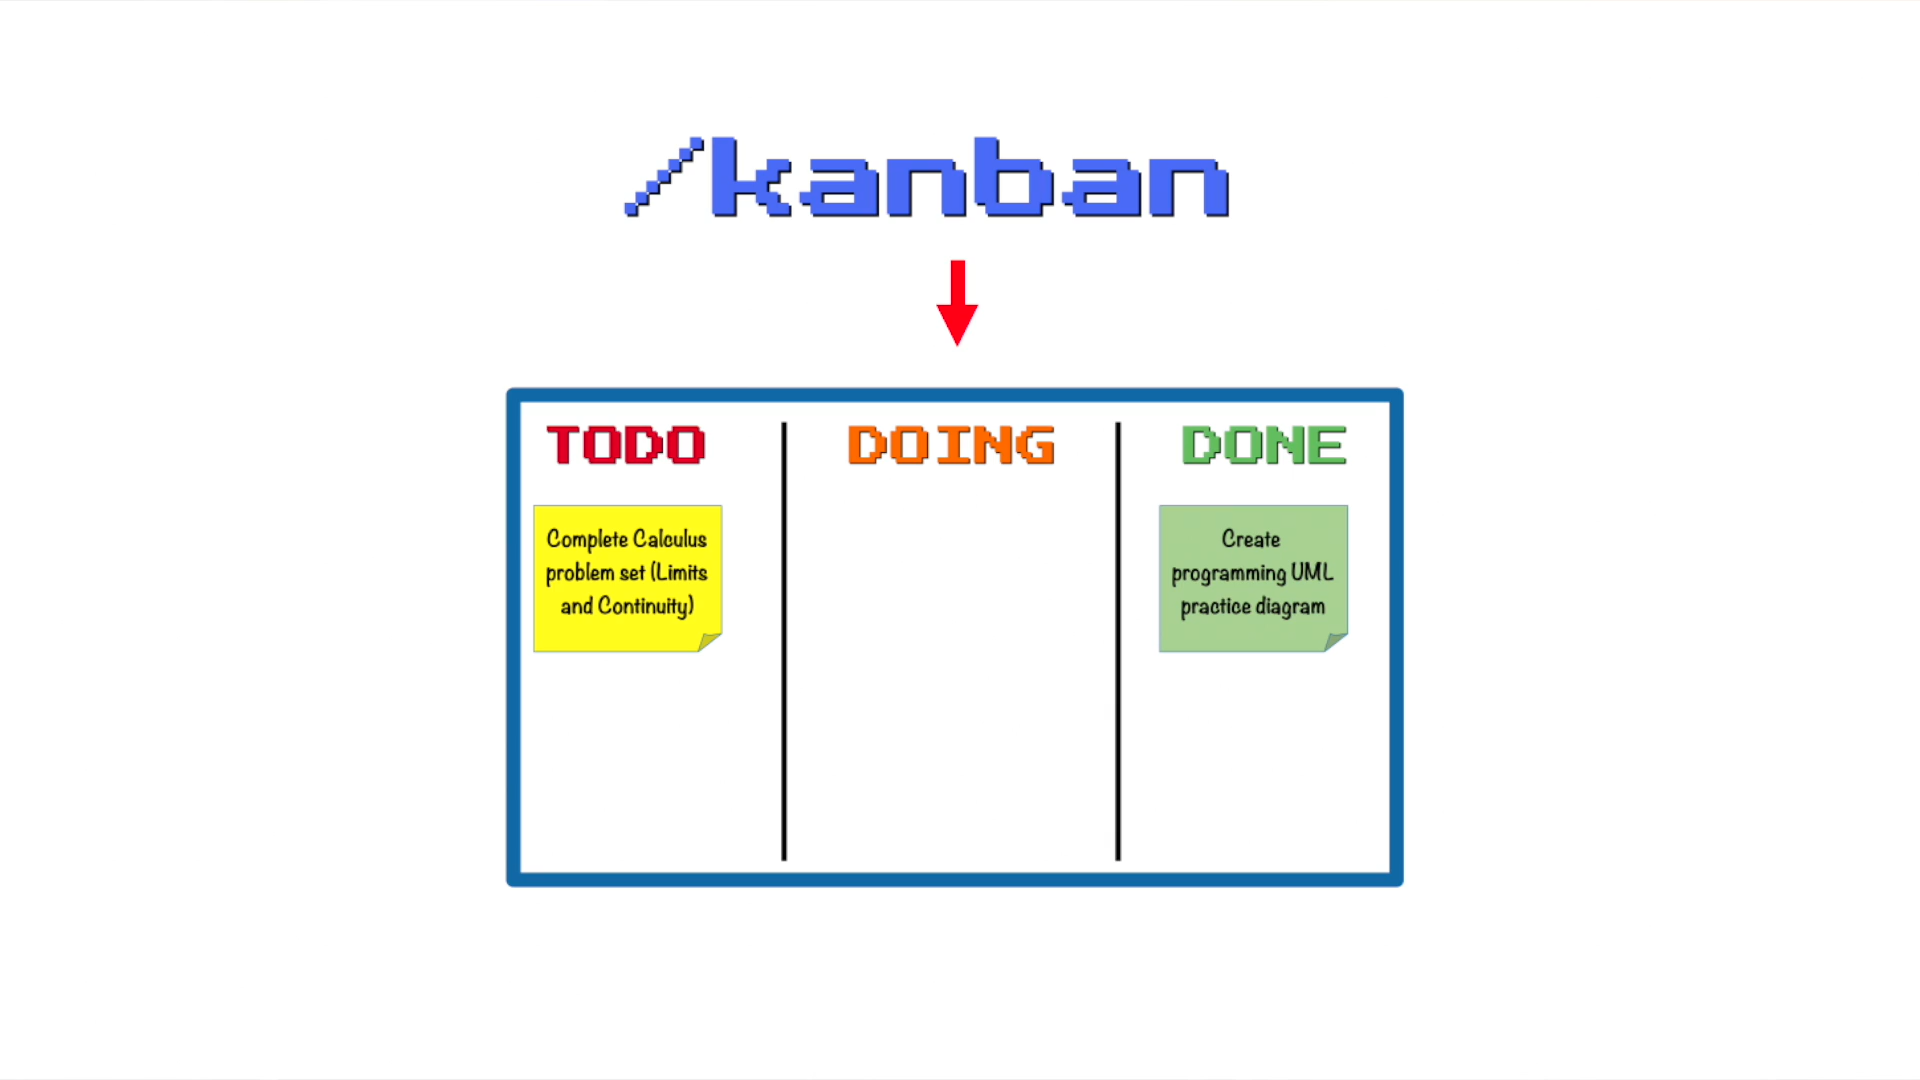 /kanban
TODO
DOING
DONE
Complete Calculus
problem set (Limits
and Continuity)
Create
programming UML
practice diagram